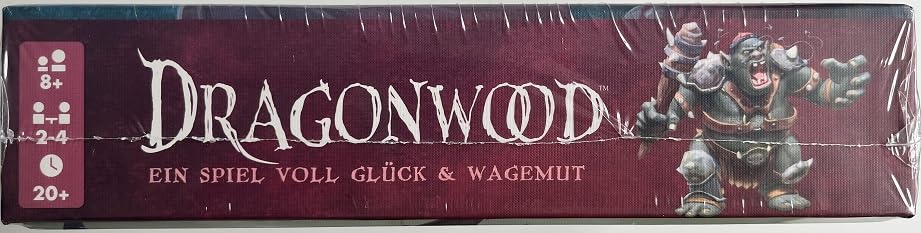 8+
2-4
20+
DRAGONWOOD™
EIN SPIEL VOLL GLÜCK & WAGEMUT